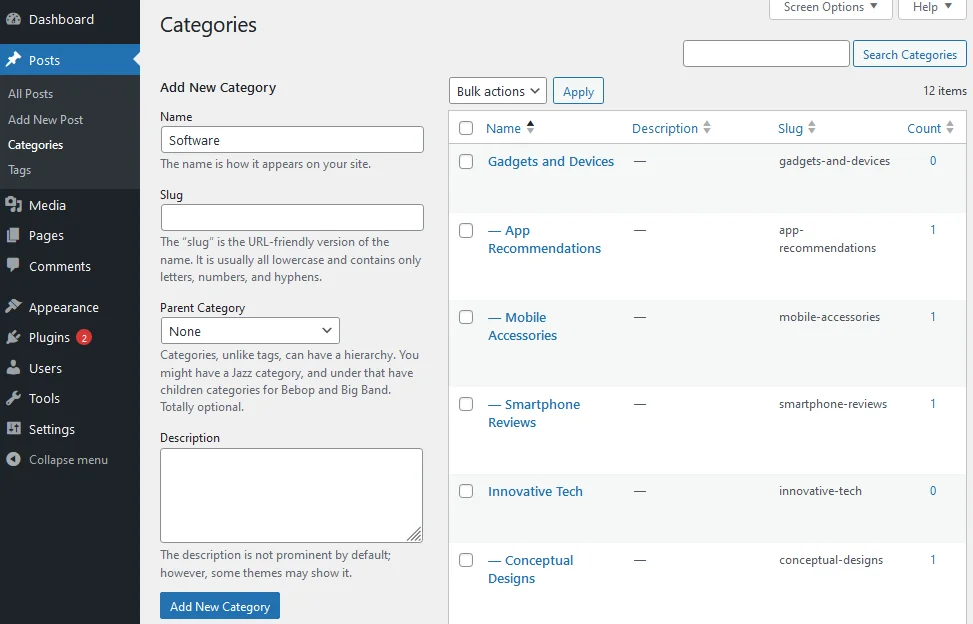 Dashboard
Posts
All Posts
Add New Post
Categories
Tags
Media
Pages
Comments
Appearance
Plugins 2
Users
Tools
Settings
Collapse menu
Screen Options Help
Categories
Search Categories
Add New Category
Name
Software
The name is how it appears on your site.
Slug
The “slug” is the URL-friendly version of the
name. It is usually all lowercase and contains only
letters, numbers, and hyphens.
Parent Category
None
Categories, unlike tags, can have a hierarchy. You
might have a Jazz category, and under that have
children categories for Bebop and Big Band.
Totally optional.
Description
The description is not prominent by default;
however, some themes may show it.
Add New Category
Bulk actions Apply 12 items
Name Description Slug Count
Gadgets and Devices — gadgets-and-devices 0
— App — app- 1
Recommendations recommendations
— Mobile — mobile-accessories 1
Accessories
— Smartphone — smartphone-reviews 1
Reviews
Innovative Tech — innovative-tech 0
— Conceptual — conceptual-designs 1
Designs